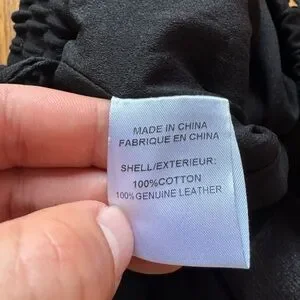 MADE IN CHINA
FABRIQUE EN CHINA
SHELL/EXTERIEUR:
100%COTTON
100%GENUINE LEATHER